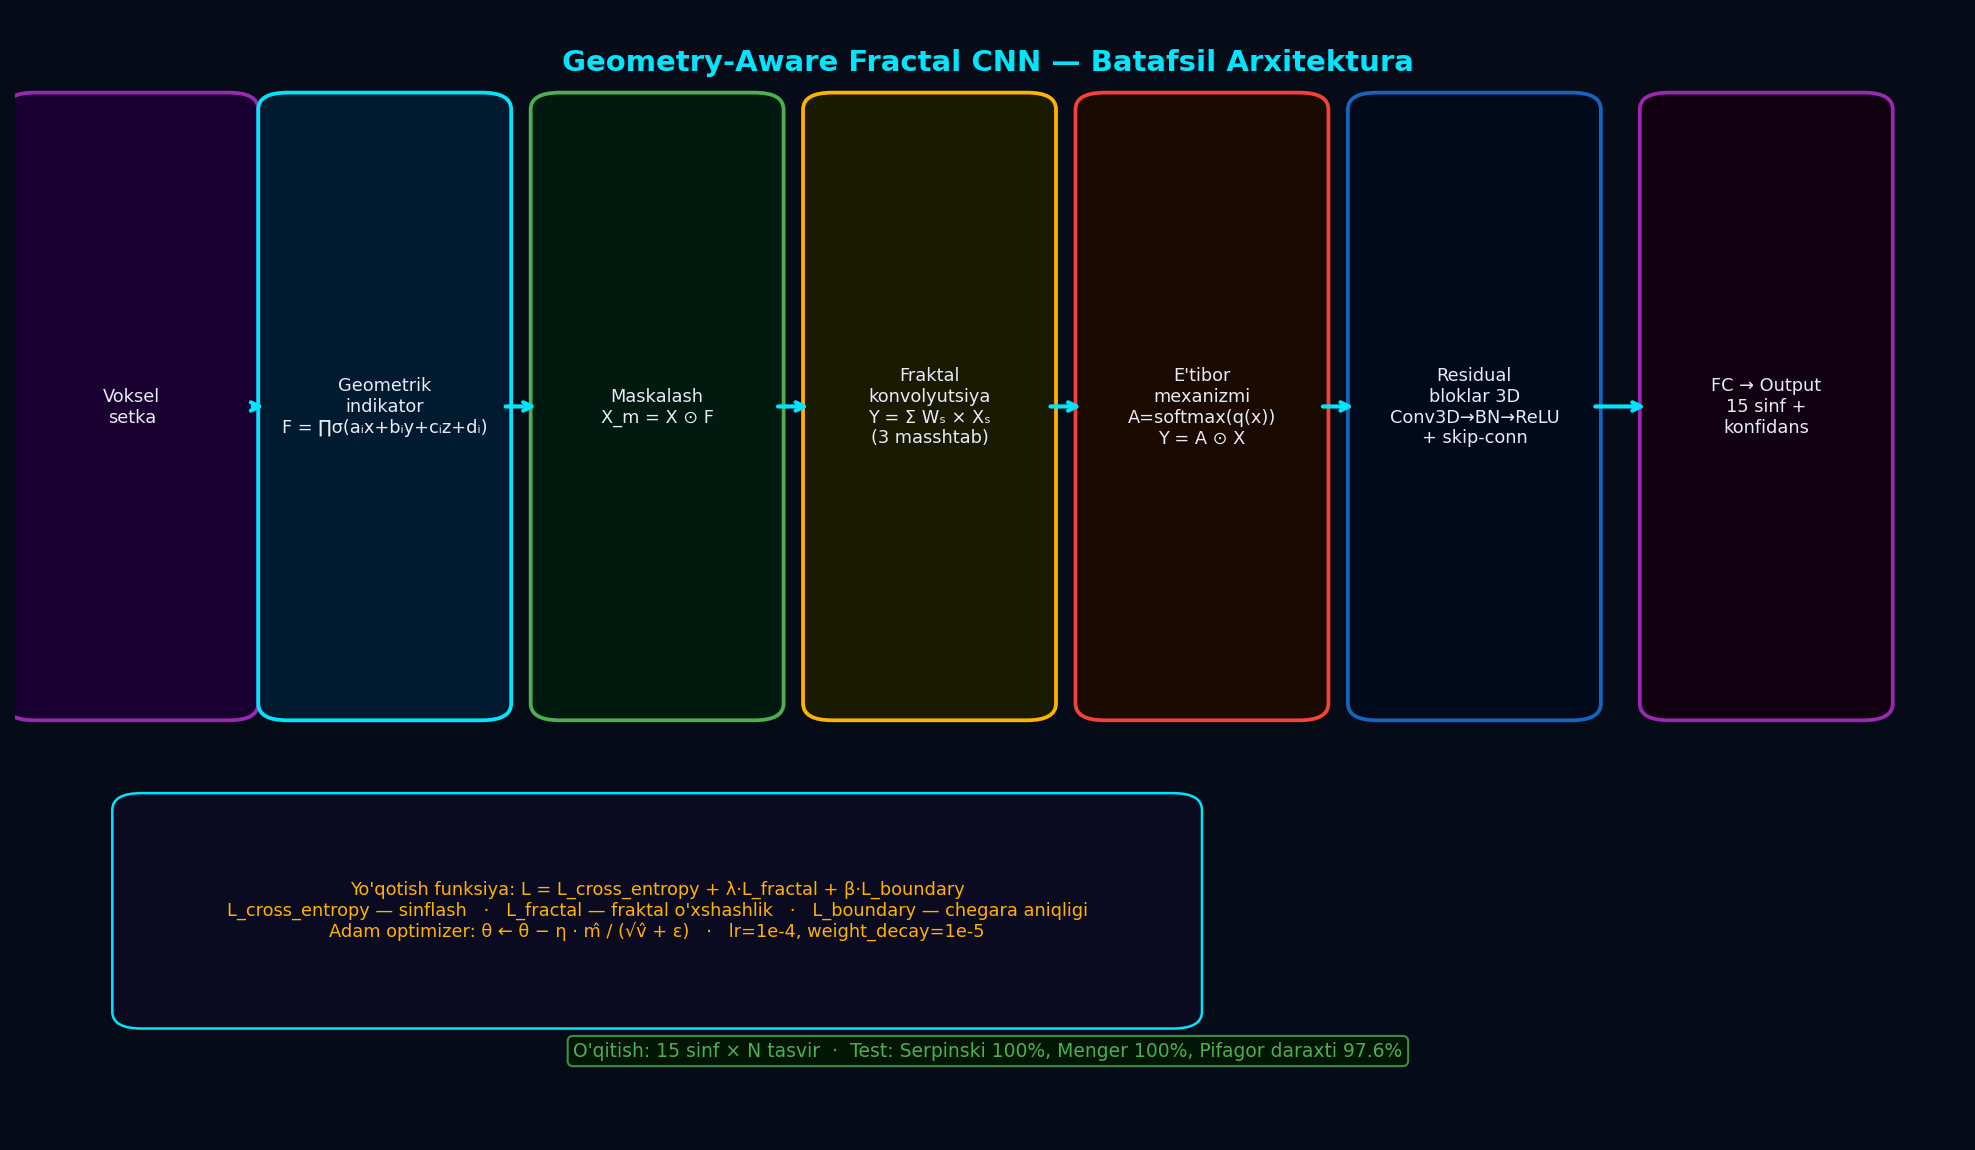 Geometry-Aware Fractal CNN — Batafsil Arxitektura
Voksel
setka
Geometrik
indikator
F = ∏σ(aᵢx+bᵢy+cᵢz+dᵢ)
Maskalash
X_m = X ⊙ F
Fraktal
konvolyutsiya
Y = Σ Wₛ × Xₛ
(3 masshtab)
E'tibor
mexanizmi
A=softmax(q(x))
Y = A ⊙ X
Residual
bloklar 3D
Conv3D→BN→ReLU
+ skip-conn
FC → Output
15 sinf +
konfidans
Yo'qotish funksiya: L = L_cross_entropy + λ·L_fractal + β·L_boundary
L_cross_entropy — sinflash · L_fractal — fraktal o'xshashlik · L_boundary — chegara aniqligi
Adam optimizer: θ ← θ − η · m̂ / (√v̂ + ε) · lr=1e-4, weight_decay=1e-5
O'qitish: 15 sinf × N tasvir · Test: Serpinski 100%, Menger 100%, Pifagor daraxti 97.6%